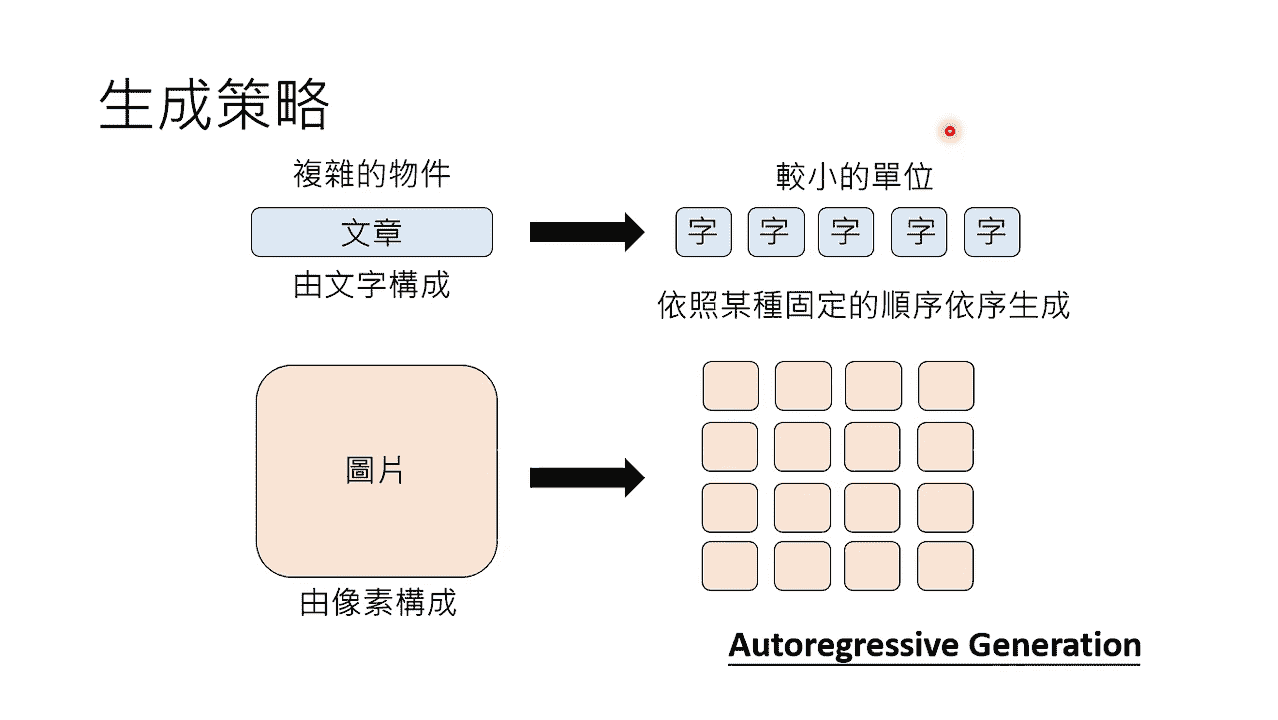 生成策略
複雜的物件
較小的單位
文章
字 字 字 字 字
由文字構成
依照某種固定的順序依序生成
圖片
由像素構成
Autoregressive Generation